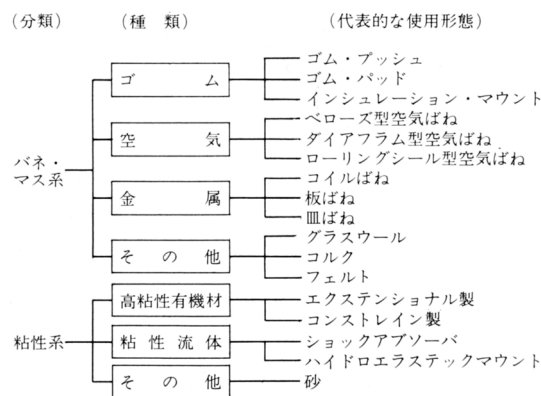 (分類) (種 類) (代表的な使用形態)
ゴム・プッシュ
ゴ ム ゴム・パッド
インシュレーション・マウント
ベローズ型空気ばね
空 気 ダイアフラム型空気ばね
ローリングシール型空気ばね
バネ・
マス系
コイルばね
金 属 板ばね
皿ばね
グラスウール
そ の 他 コルク
フェルト
高粘性有機材 エクステンショナル製
コンストレイン製
粘性系 粘 性 流 体 ショックアブソーバ
ハイドロエラステックマウント
そ の 他 砂